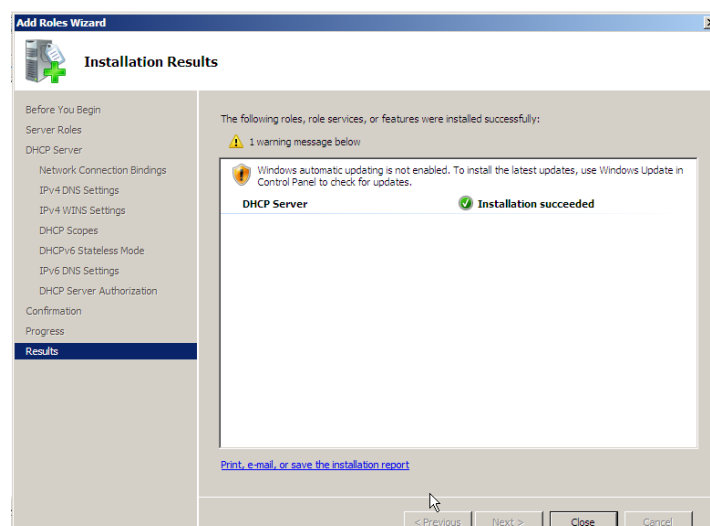 Add Roles Wizard
Installation Results
Before You Begin
Server Roles
DHCP Server
Network Connection Bindings
IPv4 DNS Settings
IPv4 WINS Settings
DHCP Scopes
DHCPv6 Stateless Mode
IPv6 DNS Settings
DHCP Server Authorization
Confirmation
Progress
Results
The following roles, role services, or features were installed successfully:
1 warning message below
Windows automatic updating is not enabled. To install the latest updates, use Windows Update in
Control Panel to check for updates.
DHCP Server Installation succeeded
Print, e-mail, or save the installation report
< Previous Next > Close Cancel